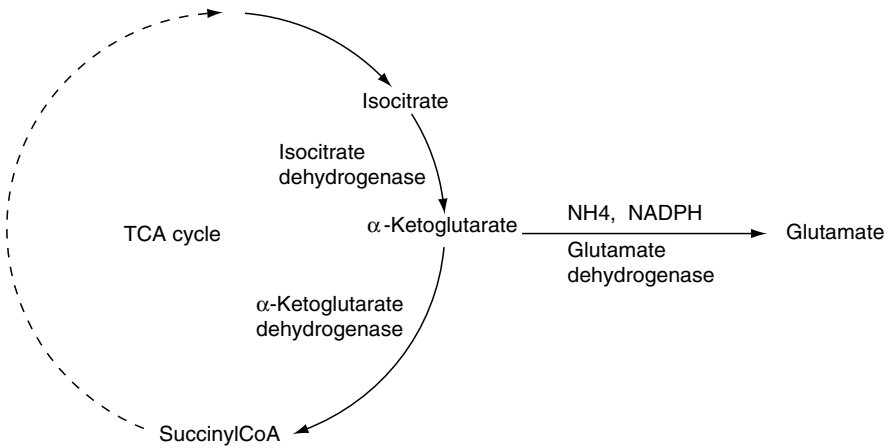 Isocitrate
Isocitrate
dehydrogenase
α-Ketoglutarate
NH4, NADPH
Glutamate
dehydrogenase
Glutamate
TCA cycle
α-Ketoglutarate
dehydrogenase
SuccinylCoA